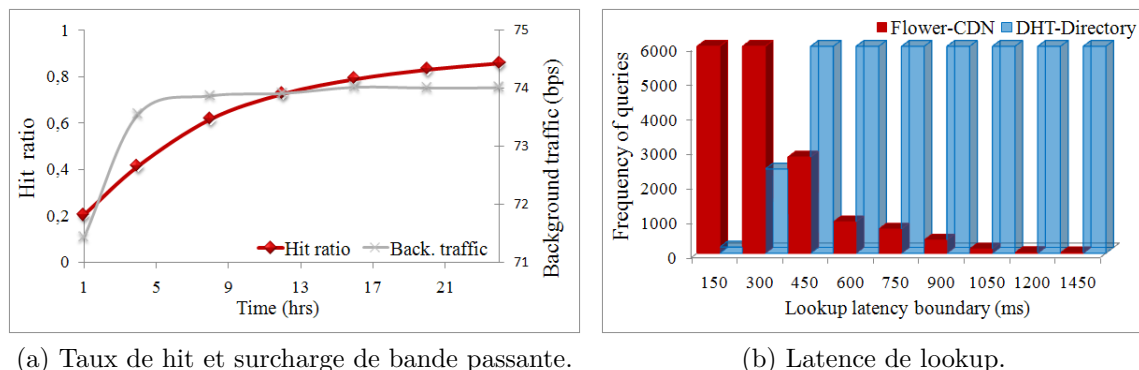 1
0,8
0,6
0,4
0,2
0
Hit ratio
75
74
73
72
71
Background traffic (bps)
Hit ratio
Back. traffic
1 5 9 13 17 21
Time (hrs)
(a) Taux de hit et surcharge de bande passante.
Flower-CDN
DHT-Directory
6000
5000
4000
3000
2000
1000
0
Frequency of queries
150 300 450 600 750 900 1050 1200 1450
Lookup latency boundary (ms)
(b) Latence de lookup.